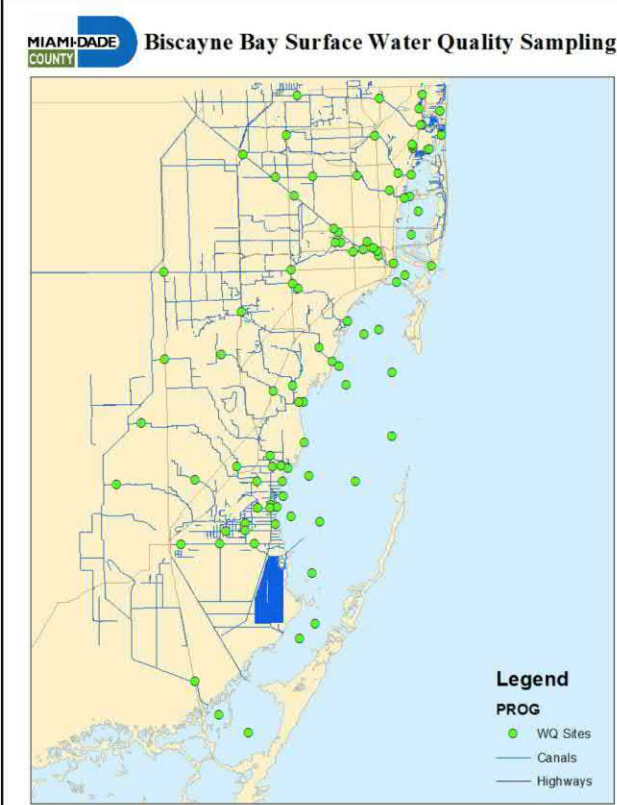 MIAMI-DADE
COUNTY
Biscayne Bay Surface Water Quality Sampling
Legend
PROG
WQ Sites
Canals
Highways